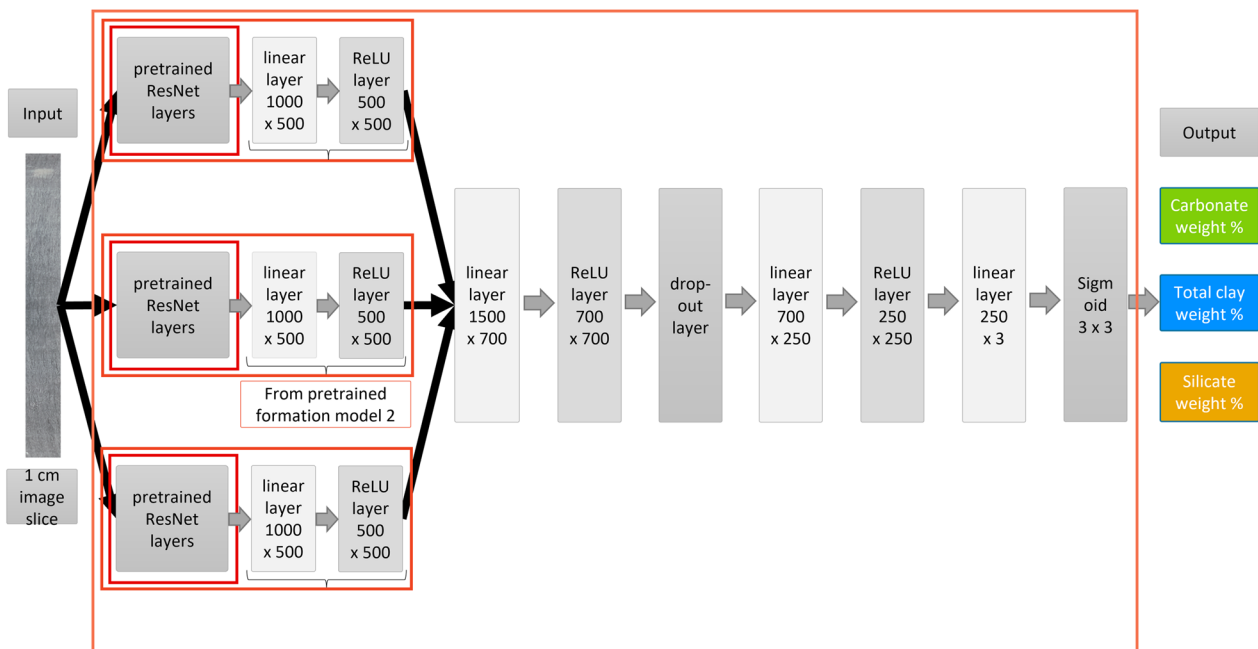 Input
1 cm
image
slice
pretrained
ResNet
layers
linear
layer
1000
x 500
ReLU
layer
500
x 500
pretrained
ResNet
layers
linear
layer
1000
x 500
ReLU
layer
500
x 500
From pretrained
formation model 2
pretrained
ResNet
layers
linear
layer
1000
x 500
ReLU
layer
500
x 500
linear
layer
1500
x 700
ReLU
layer
700
x 700
drop-
out
layer
linear
layer
700
x 250
ReLU
layer
250
x 250
linear
layer
250
x 3
Sigm
oid
3 x 3
Output
Carbonate
weight %
Total clay
weight %
Silicate
weight %